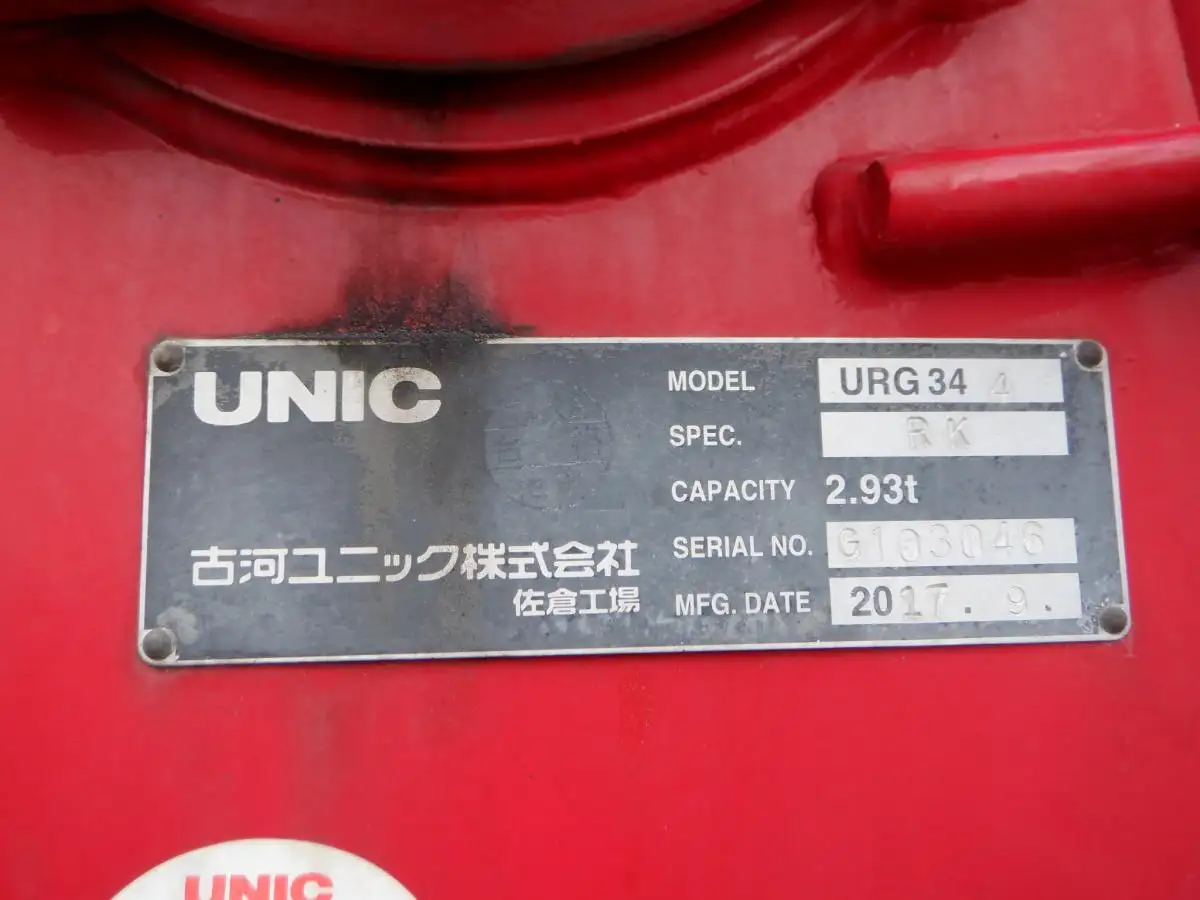 UNIC
MODEL URG 34 4
SPEC. RK
CAPACITY 2.93t
SERIAL NO. G103046
MFG. DATE 2017. 9.
古河ユニック株式会社
佐倉工場
UNIC